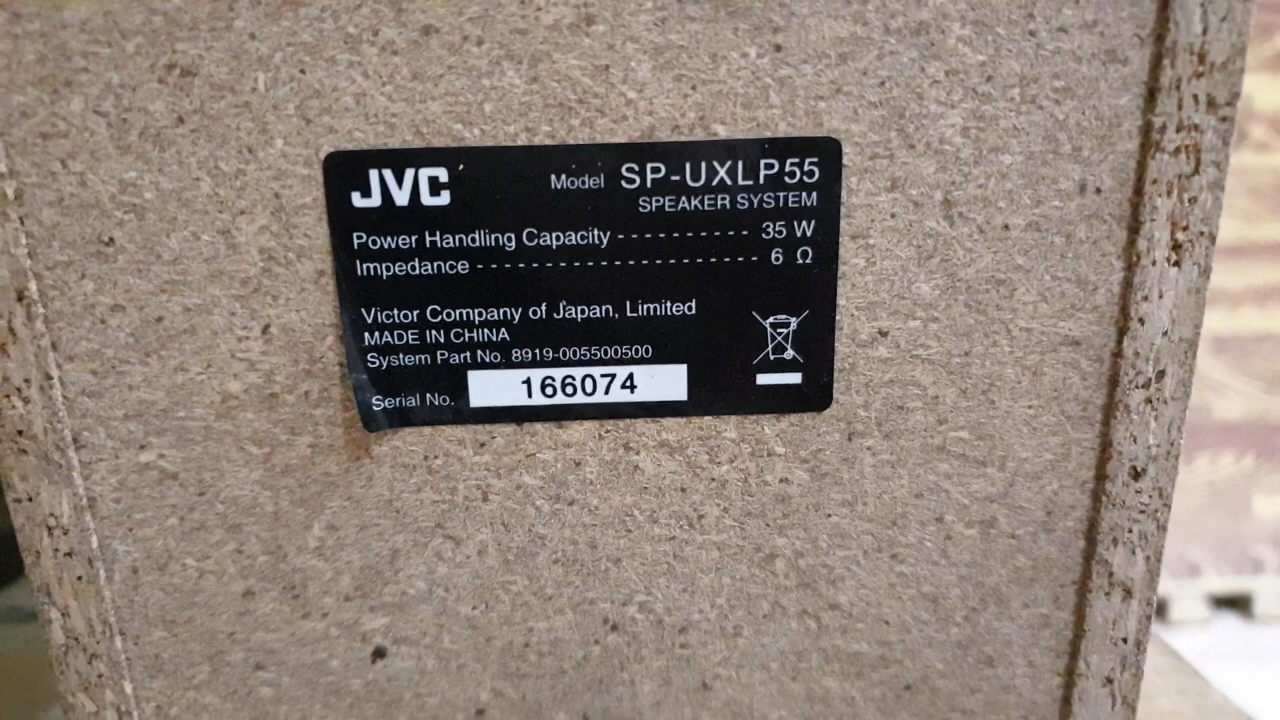 JVC Model SP-UXLP55
SPEAKER SYSTEM
Power Handling Capacity ---------- 35 W
Impedance --------------------- 6 Ω
Victor Company of Japan, Limited
MADE IN CHINA
System Part No. 8919-005500500
Serial No. 166074